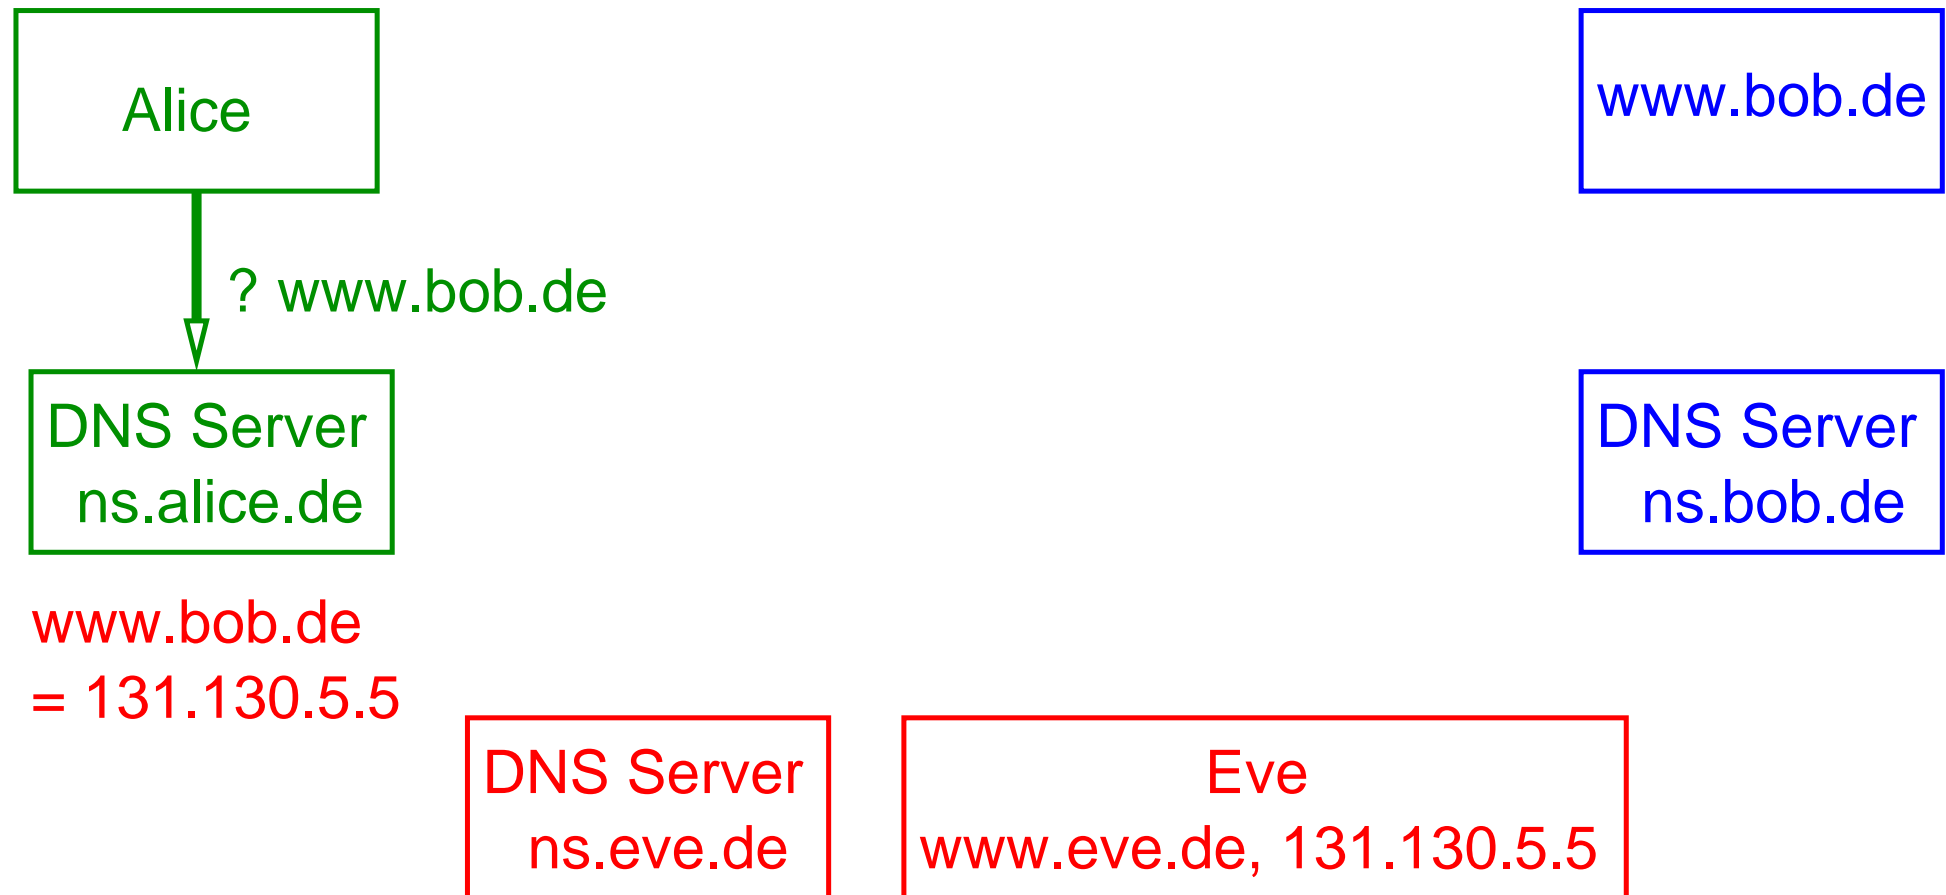 Alice
www.bob.de
? www.bob.de
DNS Server
ns.alice.de
DNS Server
ns.bob.de
www.bob.de
= 131.130.5.5
DNS Server
ns.eve.de
Eve
www.eve.de, 131.130.5.5